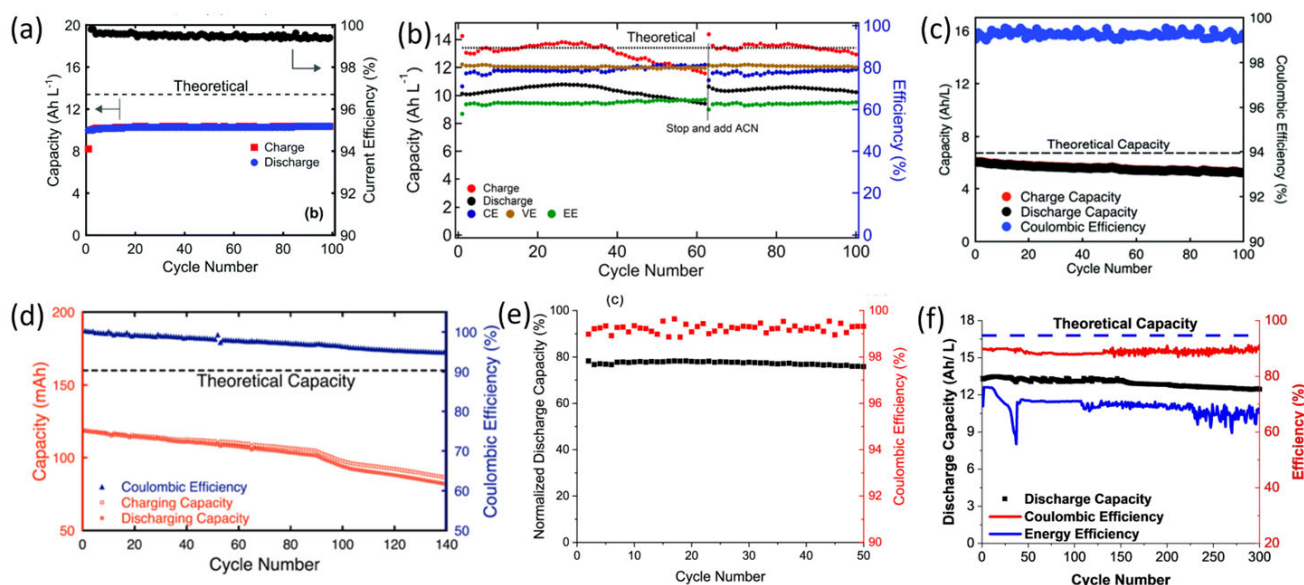 (a)
20
16
12
8
4
0
Capacity (Ah L⁻¹)
100
98
96
94
92
90
Current Efficiency (%)
Theoretical
Charge
Discharge
(b)
0 20 40 60 80 100
Cycle Number
(b)
14
12
10
8
6
4
2
0
Capacity (Ah L⁻¹)
100
80
60
40
20
0
Efficiency (%)
Theoretical
Stop and add ACN
Charge
Discharge
CE VE EE
0 20 40 60 80 100
Cycle Number
(c)
16
12
8
4
0
Capacity (Ah/L)
100
98
96
94
92
90
Coulombic Efficiency (%)
Theoretical Capacity
Charge Capacity
Discharge Capacity
Coulombic Efficiency
0 20 40 60 80 100
Cycle Number
(d)
200
150
100
50
Capacity (mAh)
100
90
80
70
60
50
Coulombic Efficiency (%)
Theoretical Capacity
Coulombic Efficiency
Charging Capacity
Discharging Capacity
0 20 40 60 80 100 120 140
Cycle Number
(c)
(e)
100
80
60
40
20
0
Normalized Discharge Capacity (%)
100
99
98
97
96
95
94
93
92
91
90
Coulombic Efficiency (%)
0 10 20 30 40 50
Cycle Number
(f)
18
15
12
9
6
3
0
Discharge Capacity (Ah/L)
100
80
60
40
20
Efficiency (%)
Theoretical Capacity
Discharge Capacity
Coulombic Efficiency
Energy Efficiency
0 50 100 150 200 250 300
Cycle Number